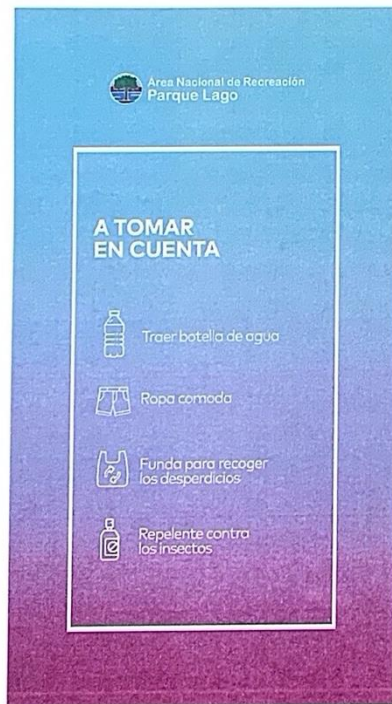 Área Nacional de Recreación
Parque Lago
A TOMAR
EN CUENTA
Traer botella de agua
Ropa comoda
Funda para recoger
los desperdicios
Repelente contra
los insectos